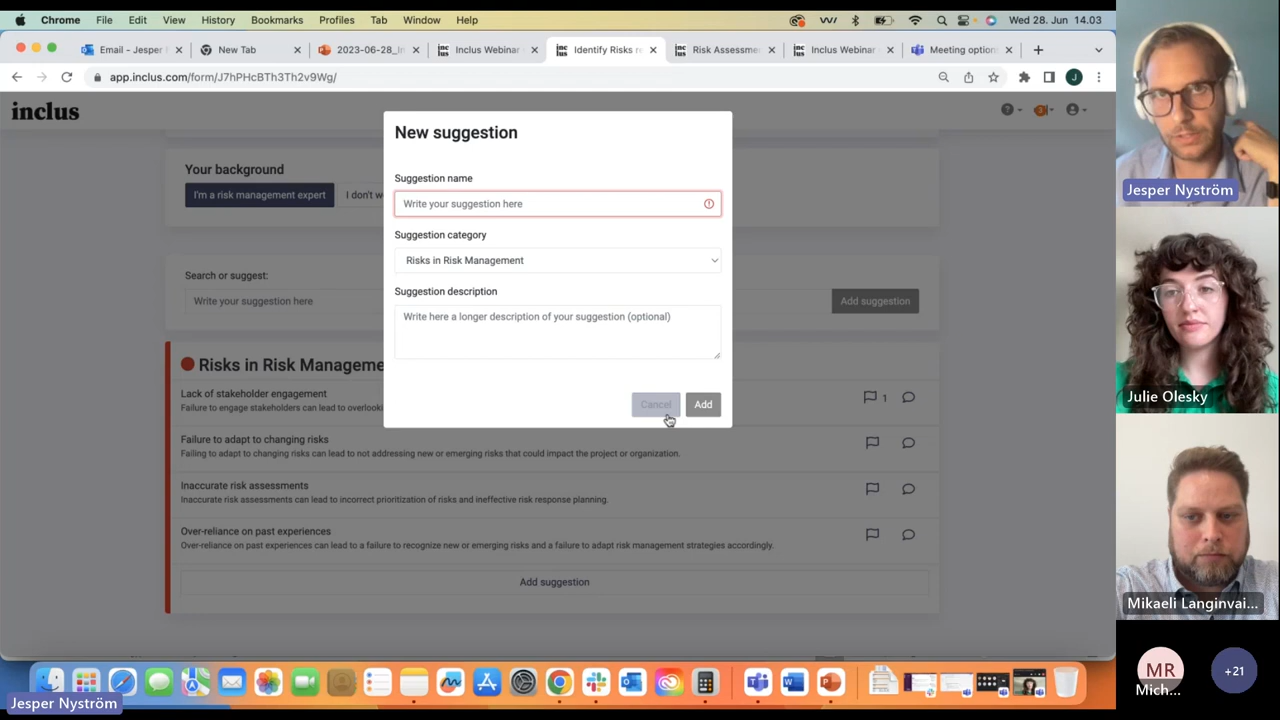 Chrome File Edit View History Bookmarks Profiles Tab Window Help Wed 28. Jun 14.03
Email - Jesper New Tab 2023-06-28_ Inclus Webinar Identify Risks r Risk Assessm Inclus Webinar Meeting option
app.inclus.com/form/J7hPHcBTh3Th2v9Wg/
inclus
New suggestion
Your background
I'm a risk management expert I don't w
Suggestion name
Write your suggestion here
Suggestion category
Risks in Risk Management
Search or suggest:
Write your suggestion here
Add suggestion
Suggestion description
Write here a longer description of your suggestion (optional)
Cancel Add
Risks in Risk Manageme
Lack of stakeholder engagement
Failure to engage stakeholders can lead to overlooki
1
Failure to adapt to changing risks
Failing to adapt to changing risks can lead to not addressing new or emerging risks that could impact the project or organization.
Inaccurate risk assessments
Inaccurate risk assessments can lead to incorrect prioritization of risks and ineffective risk response planning.
Over-reliance on past experiences
Over-reliance on past experiences can lead to a failure to recognize new or emerging risks and a failure to adapt risk management strategies accordingly.
Add suggestion
Jesper Nyström
Jesper Nyström
Julie Olesky
Mikaeli Langinvai...
MR
Mich...
+21